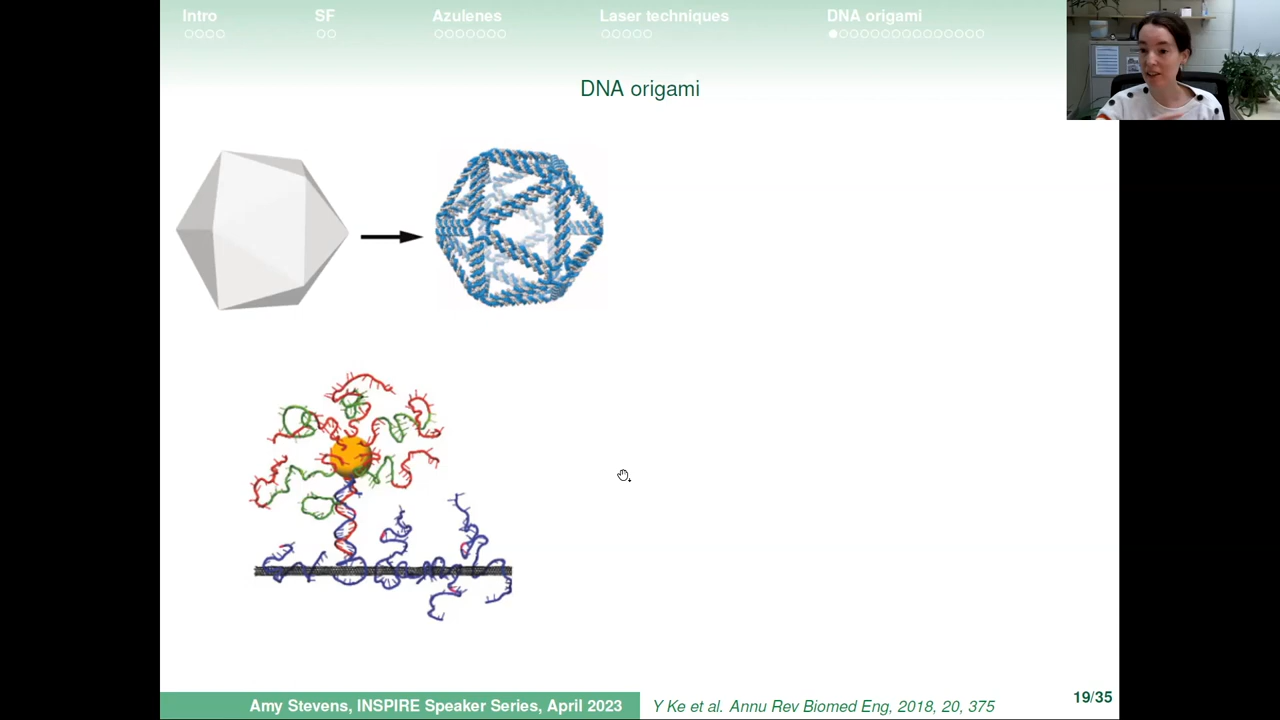 Intro
SF
Azulenes
Laser techniques
DNA origami
DNA origami
Amy Stevens, INSPIRE Speaker Series, April 2023
Y Ke et al. Annu Rev Biomed Eng, 2018, 20, 375
19/35